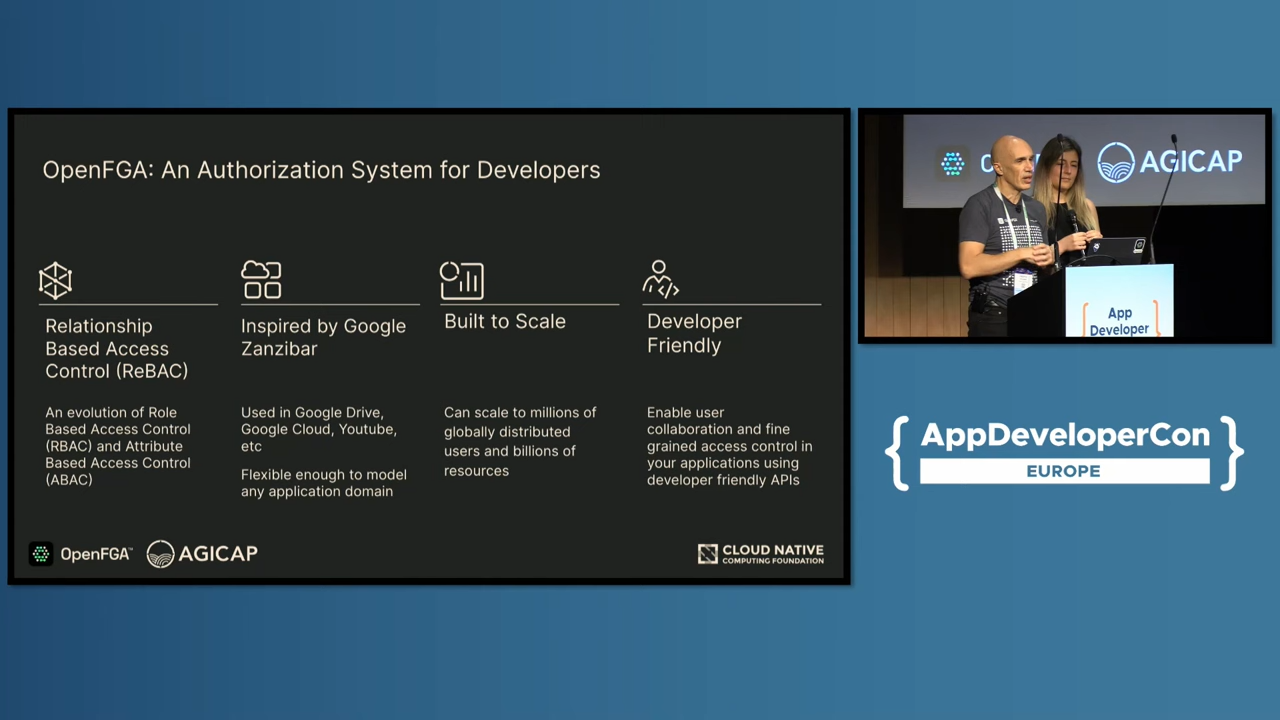 OpenFGA: An Authorization System for Developers
Relationship
Based Access
Control (ReBAC)
An evolution of Role
Based Access Control
(RBAC) and Attribute
Based Access Control
(ABAC)
Inspired by Google
Zanzibar
Used in Google Drive,
Google Cloud, Youtube,
etc
Flexible enough to model
any application domain
Built to Scale
Can scale to millions of
globally distributed
users and billions of
resources
Developer
Friendly
Enable user
collaboration and fine
grained access control in
your applications using
developer friendly APIs
OpenFGA™
AGICAP
CLOUD NATIVE
COMPUTING FOUNDATION
AGICAP
App
Developer
{ AppDeveloperCon }
EUROPE